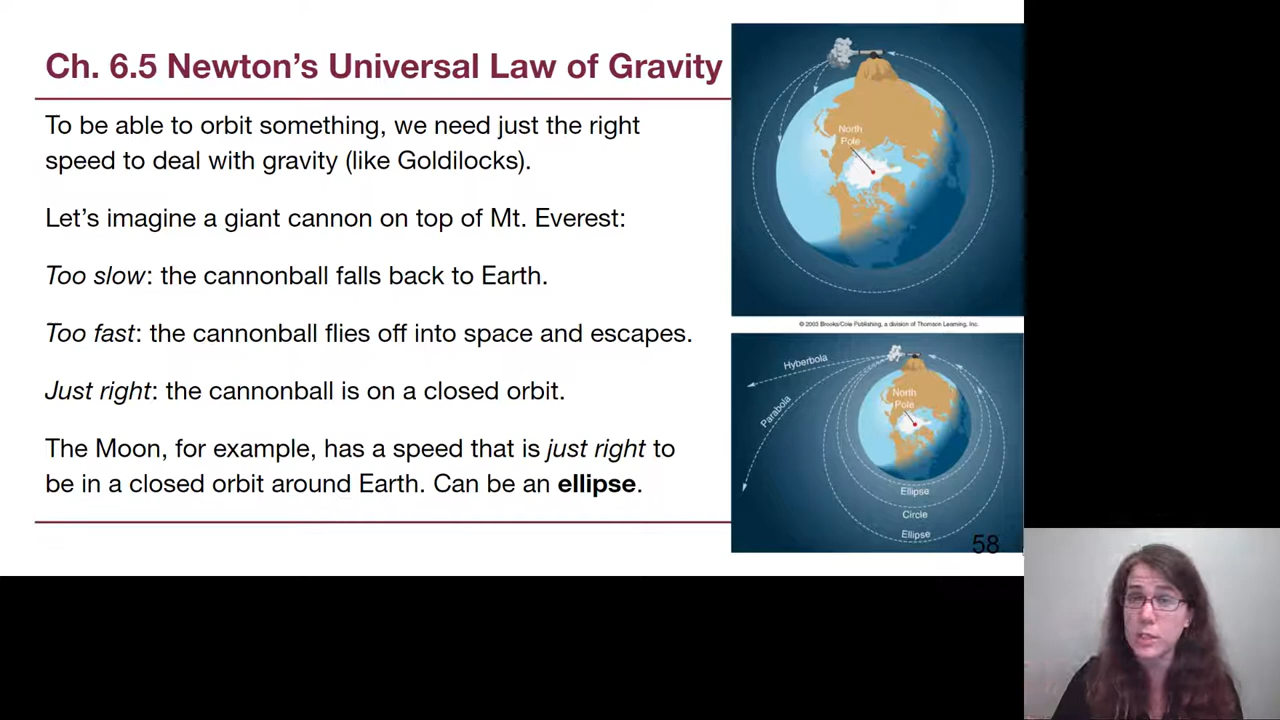 Ch. 6.5 Newton’s Universal Law of Gravity
To be able to orbit something, we need just the right
speed to deal with gravity (like Goldilocks).
Let’s imagine a giant cannon on top of Mt. Everest:
Too slow: the cannonball falls back to Earth.
Too fast: the cannonball flies off into space and escapes.
Just right: the cannonball is on a closed orbit.
The Moon, for example, has a speed that is just right to
be in a closed orbit around Earth. Can be an ellipse.
North
Pole
© 2003 Brooks/Cole Publishing, a division of Thomson Learning, Inc.
Hyberbola
Parabola
North
Pole
Ellipse
Circle
Ellipse
58